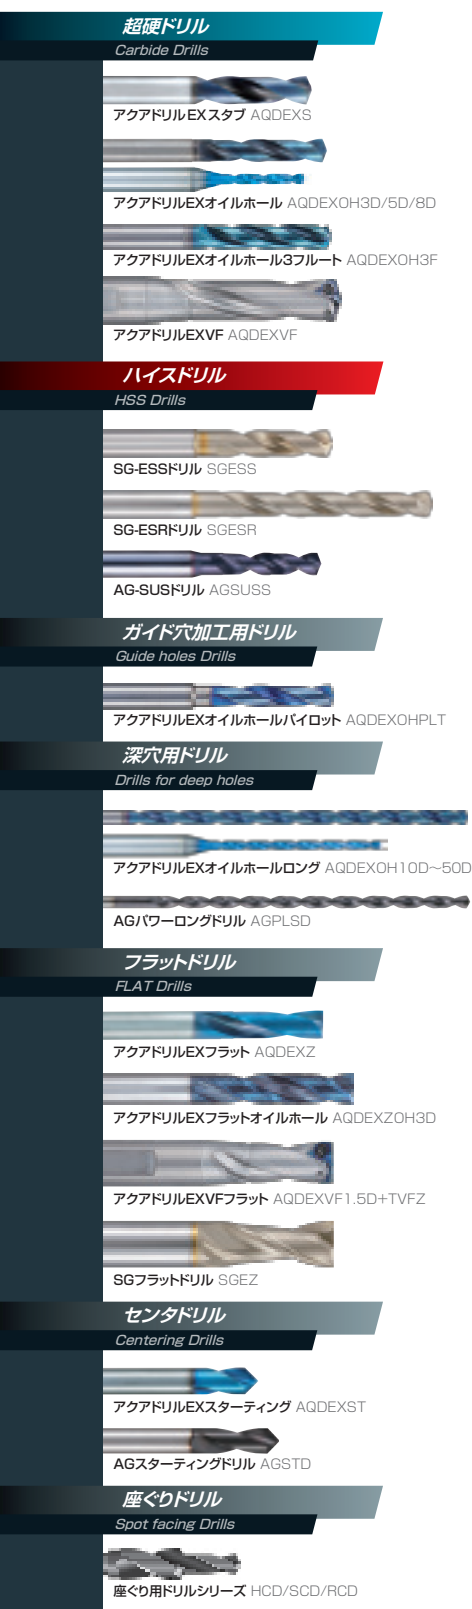 超硬ドリル
Carbide Drills
アクアドリルEXスタブ AQDEXS
アクアドリルEXオイルホール AQDEXOH3D/5D/8D
アクアドリルEXオイルホール3フルート AQDEXOH3F
アクアドリルEXVF AQDEXVF
ハイスドリル
HSS Drills
SG-ESSドリル SGESS
SG-ESRドリル SGESR
AG-SUSドリル AGSUSS
ガイド穴加工用ドリル
Guide holes Drills
アクアドリルEXオイルホールパイロット AQDEXOHPLT
深穴用ドリル
Drills for deep holes
アクアドリルEXオイルホールロング AQDEXOH10D～50D
AGパワーロングドリル AGPLSD
フラットドリル
FLAT Drills
アクアドリルEXフラット AQDEXZ
アクアドリルEXフラットオイルホール AQDEXZOH3D
アクアドリルEXVFフラット AQDEXVF1.5D+TVFZ
SGフラットドリル SGEZ
センタドリル
Centering Drills
アクアドリルEXスターティング AQDEXST
AGスターティングドリル AGSTD
座ぐりドリル
Spot facing Drills
座ぐり用ドリルシリーズ HCD/SCD/RCD